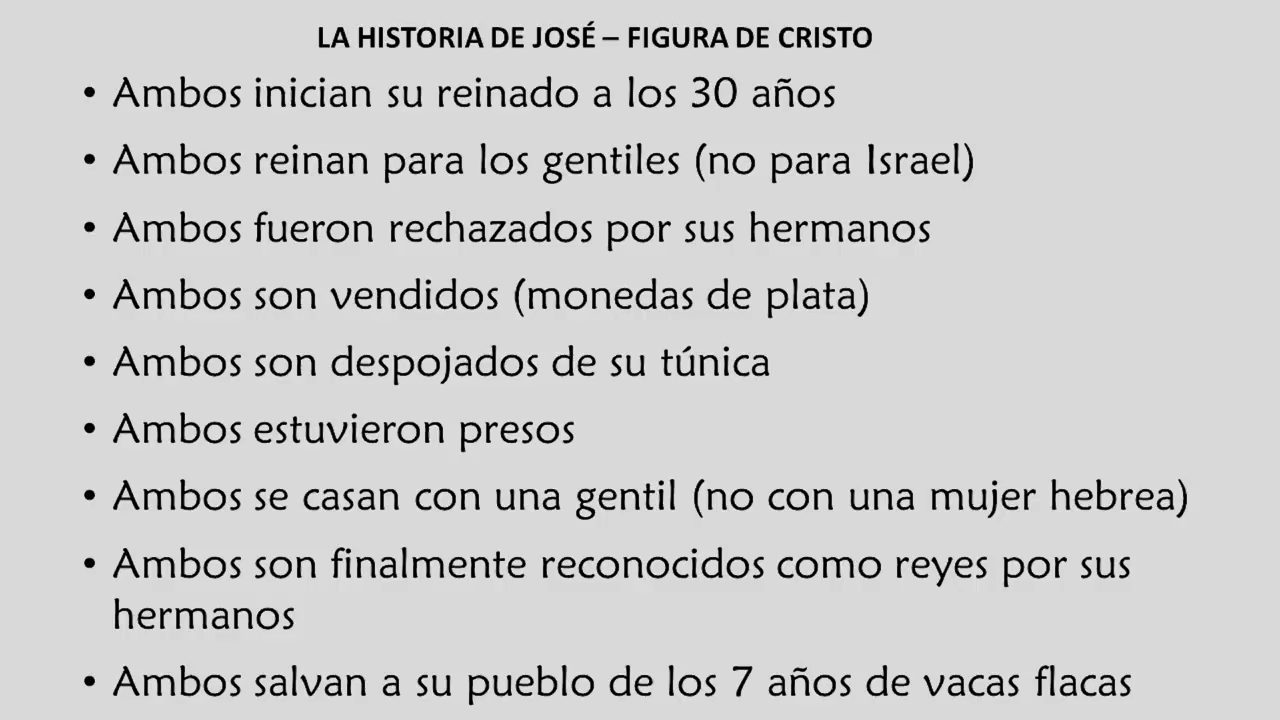 LA HISTORIA DE JOSÉ – FIGURA DE CRISTO
• Ambos inician su reinado a los 30 años
• Ambos reinan para los gentiles (no para Israel)
• Ambos fueron rechazados por sus hermanos
• Ambos son vendidos (monedas de plata)
• Ambos son despojados de su túnica
• Ambos estuvieron presos
• Ambos se casan con una gentil (no con una mujer hebrea)
• Ambos son finalmente reconocidos como reyes por sus
hermanos
• Ambos salvan a su pueblo de los 7 años de vacas flacas